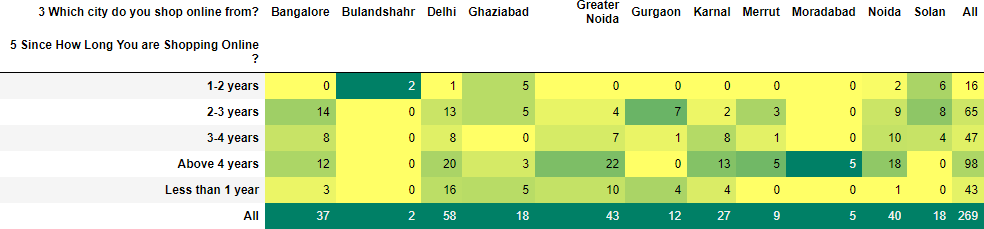 3 Which city do you shop online from? Bangalore Bulandshahr Delhi Ghaziabad Greater Noida Gurgaon Karnal Merrut Moradabad Noida Solan All
5 Since How Long You are Shopping Online ?
1-2 years 0 2 1 5 0 0 0 0 0 2 6 16
2-3 years 14 0 13 5 4 7 2 3 0 9 8 65
3-4 years 8 0 8 0 7 1 8 1 0 10 4 47
Above 4 years 12 0 20 3 22 0 13 5 5 18 0 98
Less than 1 year 3 0 16 5 10 4 4 0 0 1 0 43
All 37 2 58 18 43 12 27 9 5 40 18 269